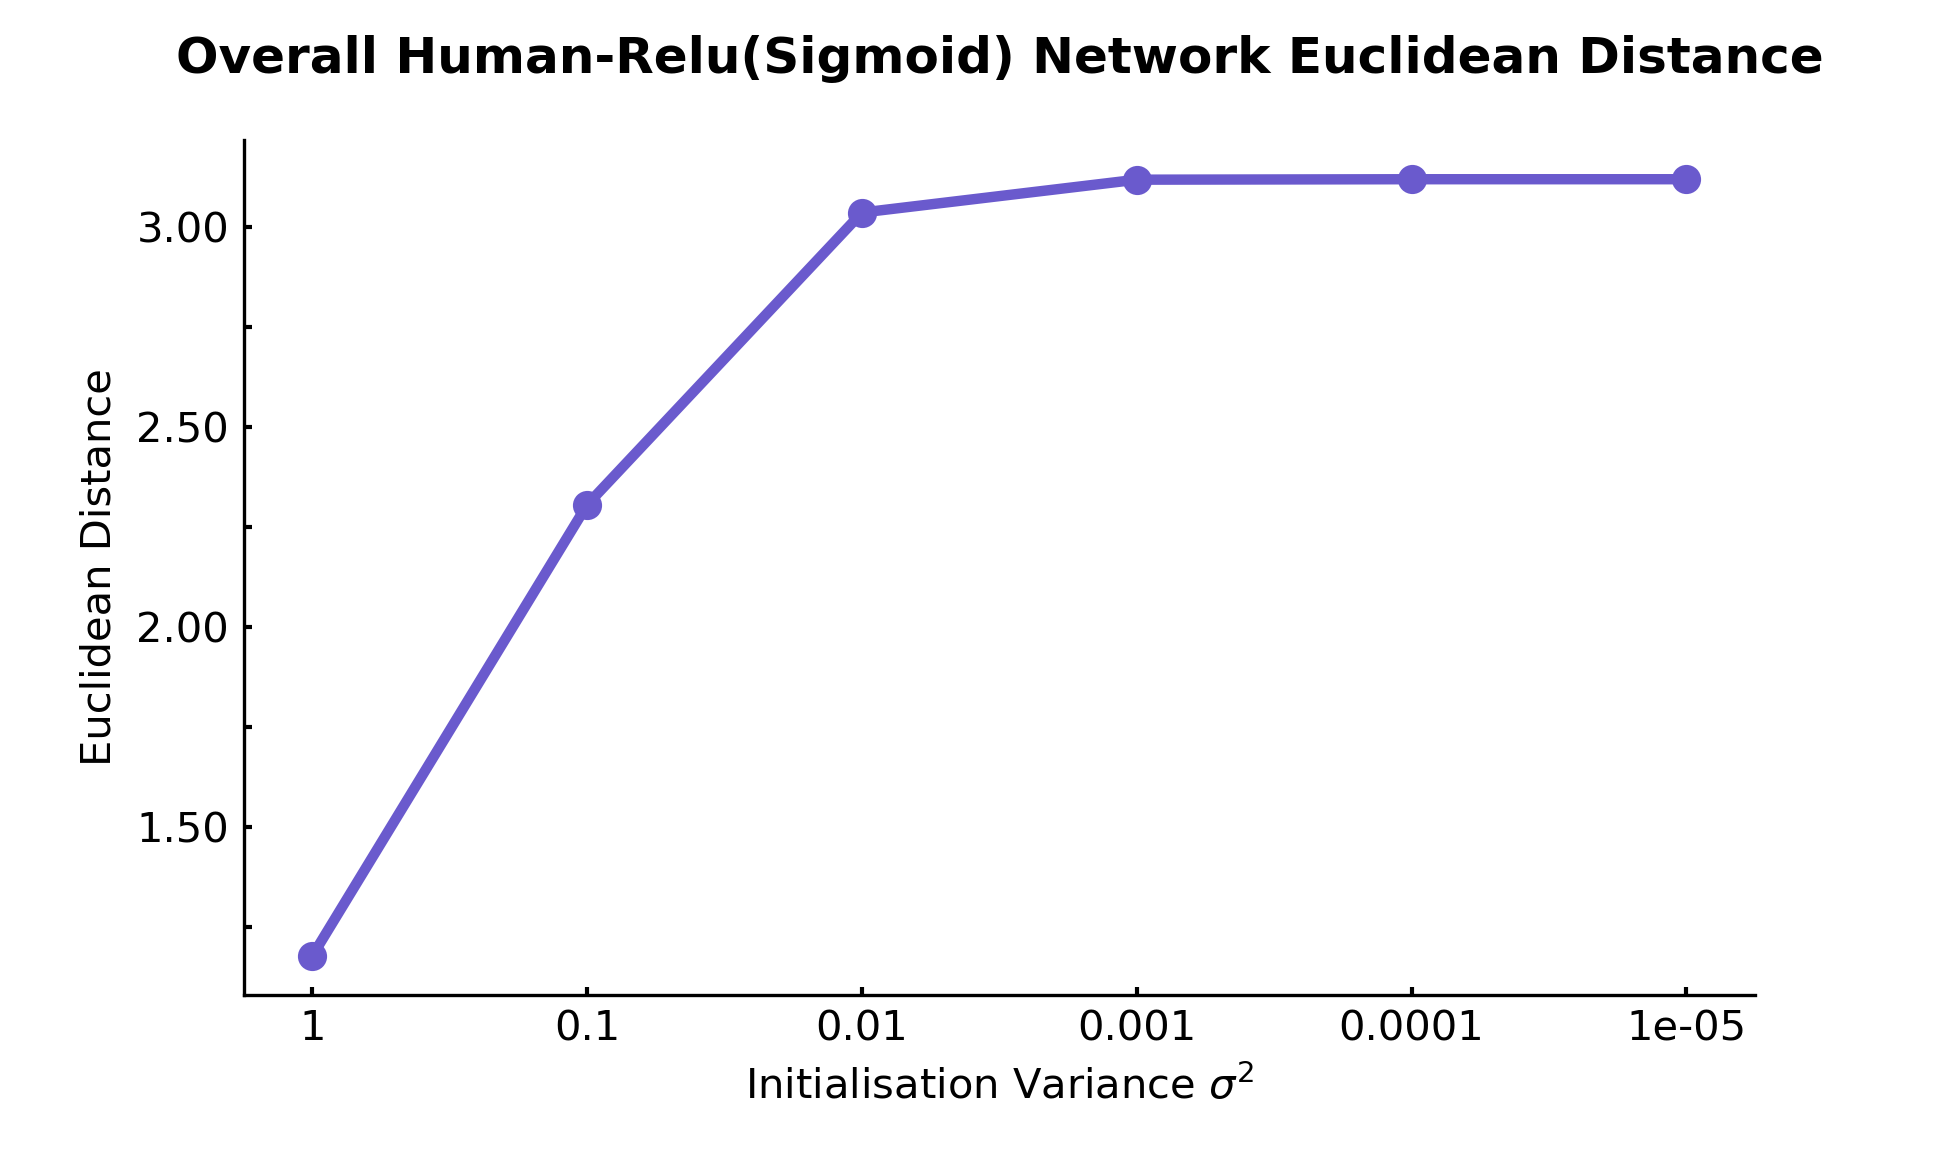 Overall Human-Relu(Sigmoid) Network Euclidean Distance
Euclidean Distance
3.00
2.50
2.00
1.50
1
0.1
0.01
0.001
0.0001
1e-05
Initialisation Variance σ²